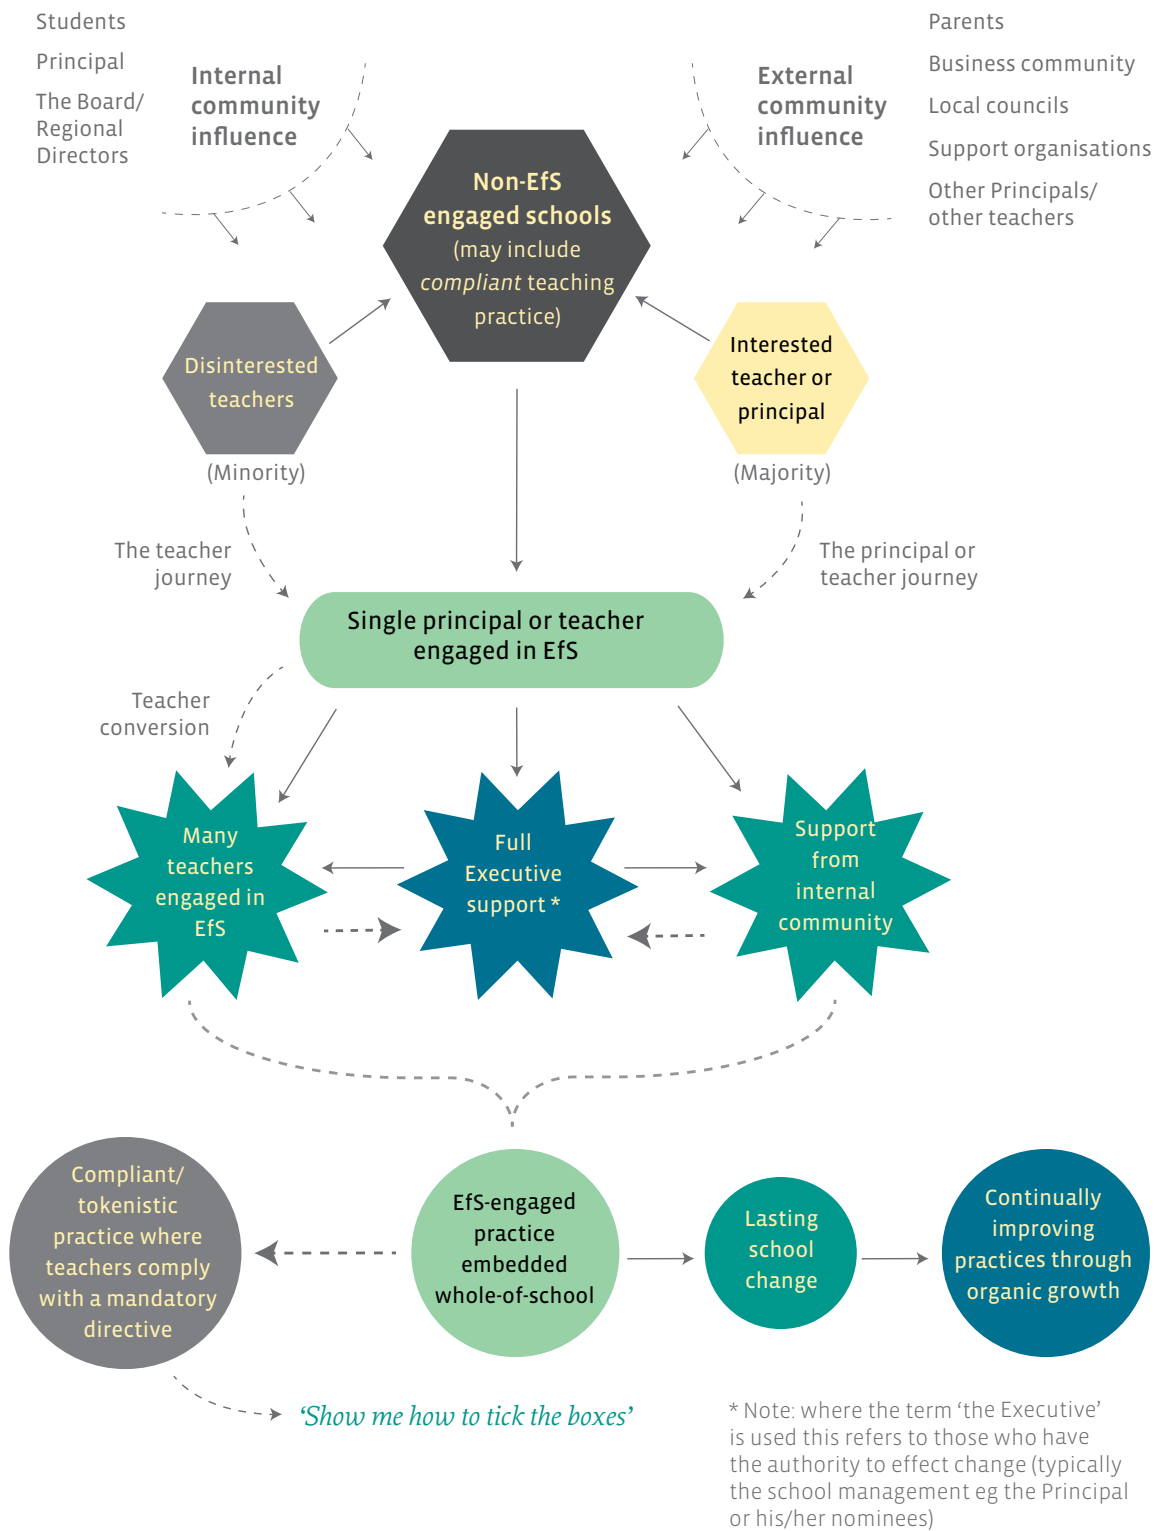 Students
Principal
The Board/
Regional
Directors
Internal
community
influence
External
community
influence
Parents
Business community
Local councils
Support organisations
Other Principals/
other teachers
Non-EfS
engaged schools
(may include
compliant teaching
practice)
Disinterested
teachers
(Minority)
Interested
teacher or
principal
(Majority)
The teacher
journey
The principal or
teacher journey
Single principal or teacher
engaged in EfS
Teacher
conversion
Many
teachers
engaged in
EfS
Full
Executive
support *
Support
from
internal
community
Compliant/
tokenistic
practice where
teachers comply
with a mandatory
directive
EfS-engaged
practice
embedded
whole-of-school
Lasting
school
change
Continually
improving
practices through
organic growth
‘Show me how to tick the boxes’
* Note: where the term ‘the Executive’
is used this refers to those who have
the authority to effect change (typically
the school management eg the Principal
or his/her nominees)